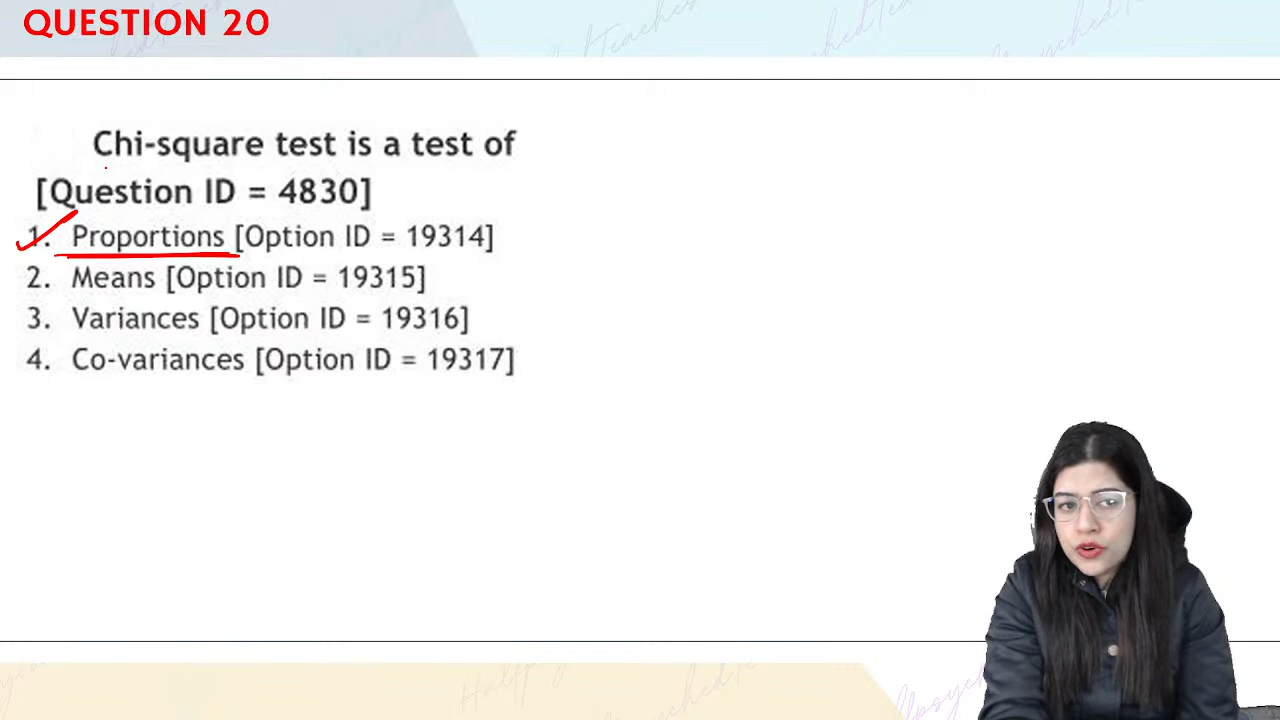 QUESTION 20
Chi-square test is a test of
[Question ID = 4830]
1. Proportions [Option ID = 19314]
2. Means [Option ID = 19315]
3. Variances [Option ID = 19316]
4. Co-variances [Option ID = 19317]